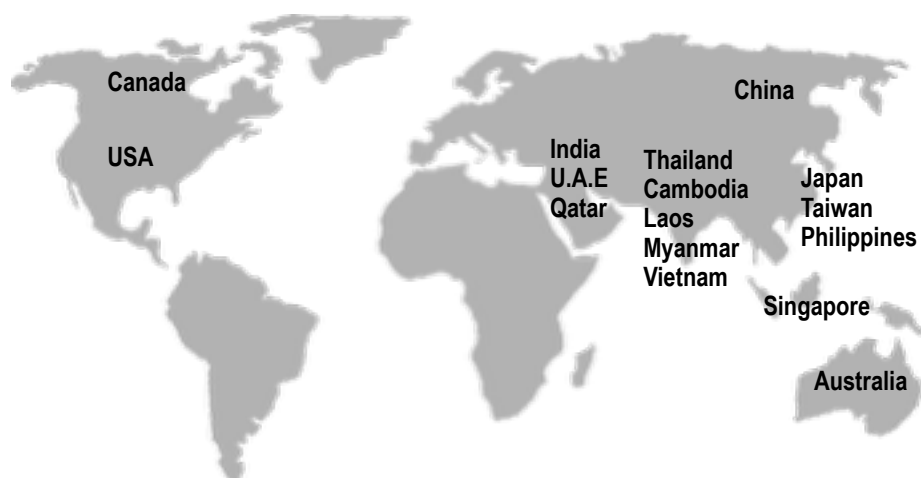 Canada
USA
China
India
U.A.E
Qatar
Thailand
Cambodia
Laos
Myanmar
Vietnam
Japan
Taiwan
Philippines
Singapore
Australia